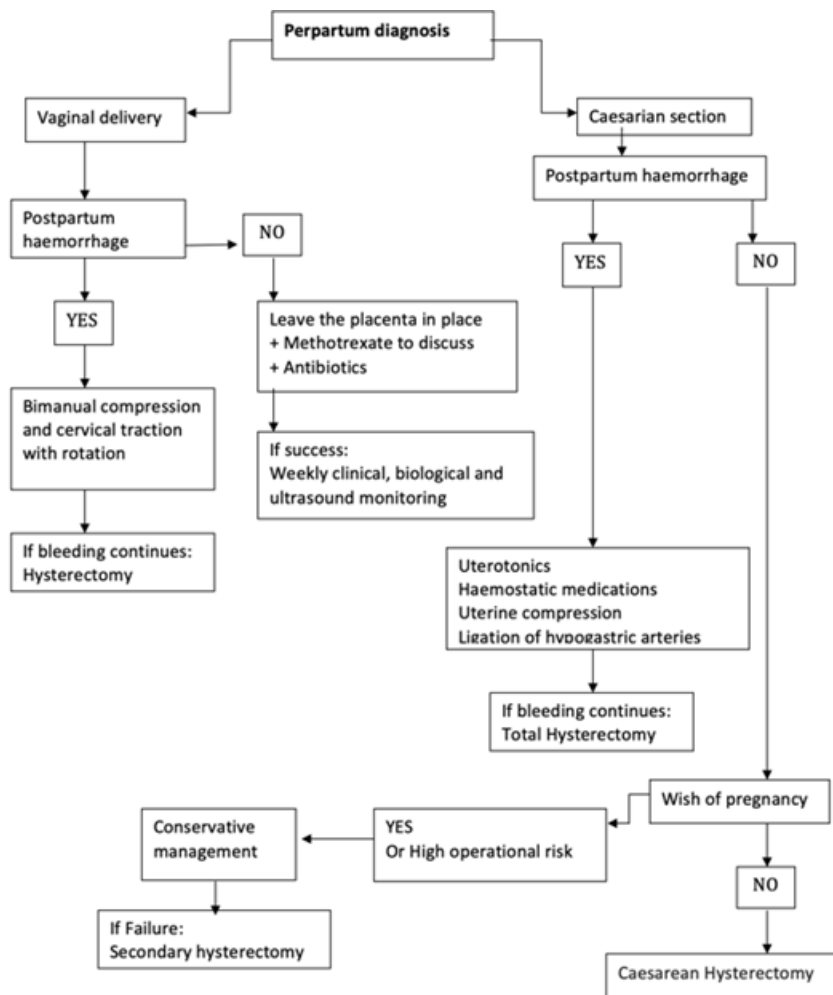 Perpartum diagnosis
Vaginal delivery
Caesarian section
Postpartum haemorrhage
Postpartum
haemorrhage
NO
YES
NO
YES
Leave the placenta in place
+ Methotrexate to discuss
+ Antibiotics
Bimanual compression
and cervical traction
with rotation
If success:
Weekly clinical, biological and
ultrasound monitoring
If bleeding continues:
Hysterectomy
Uterotonics
Haemostatic medications
Uterine compression
Ligation of hypogastric arteries
If bleeding continues:
Total Hysterectomy
Wish of pregnancy
YES
Or High operational risk
Conservative
management
NO
If Failure:
Secondary hysterectomy
Caesarean Hysterectomy